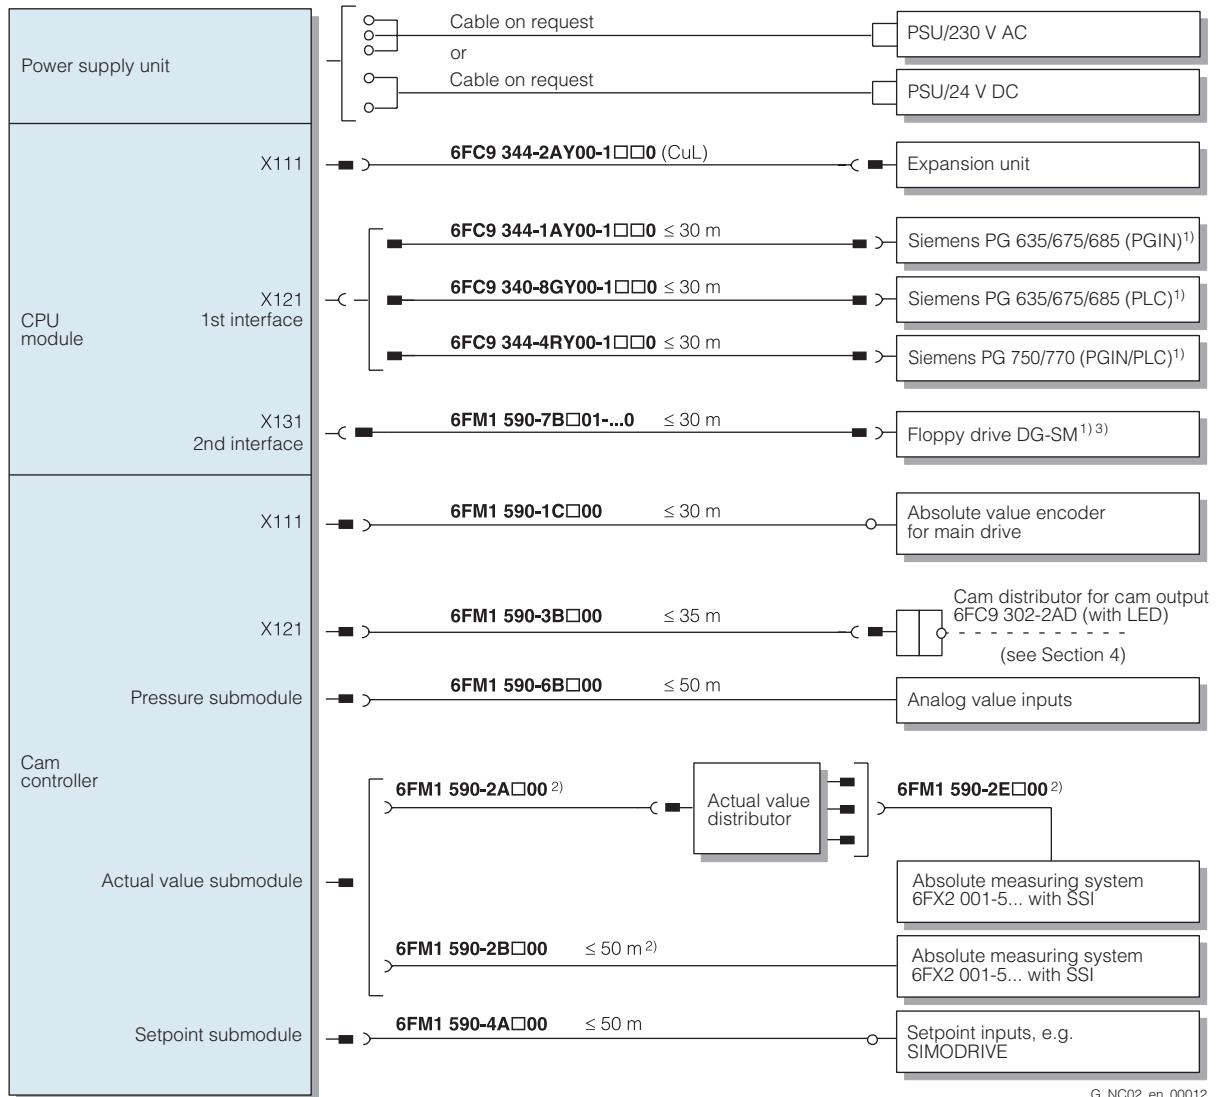 Power supply unit
Cable on request
or
Cable on request
PSU/230 V AC
PSU/24 V DC
CPU
module
X111
6FC9 344-2AY00-1□□0 (CuL)
Expansion unit
X121
1st interface
6FC9 344-1AY00-1□□0 ≤ 30 m
Siemens PG 635/675/685 (PGIN)1)
6FC9 340-8GY00-1□□0 ≤ 30 m
Siemens PG 635/675/685 (PLC)1)
6FC9 344-4RY00-1□□0 ≤ 30 m
Siemens PG 750/770 (PGIN/PLC)1)
X131
2nd interface
6FM1 590-7B□01-...0 ≤ 30 m
Floppy drive DG-SM1) 3)
Cam
controller
X111
6FM1 590-1C□00 ≤ 30 m
Absolute value encoder
for main drive
X121
6FM1 590-3B□00 ≤ 35 m
Cam distributor for cam output
6FC9 302-2AD (with LED)
(see Section 4)
Pressure submodule
6FM1 590-6B□00 ≤ 50 m
Analog value inputs
Actual value submodule
6FM1 590-2A□00 2)
Actual value
distributor
6FM1 590-2E□00 2)
Absolute measuring system
6FX2 001-5... with SSI
6FM1 590-2B□00 ≤ 50 m 2)
Absolute measuring system
6FX2 001-5... with SSI
Setpoint submodule
6FM1 590-4A□00 ≤ 50 m
Setpoint inputs, e.g.
SIMODRIVE
G_NC02_en_00012